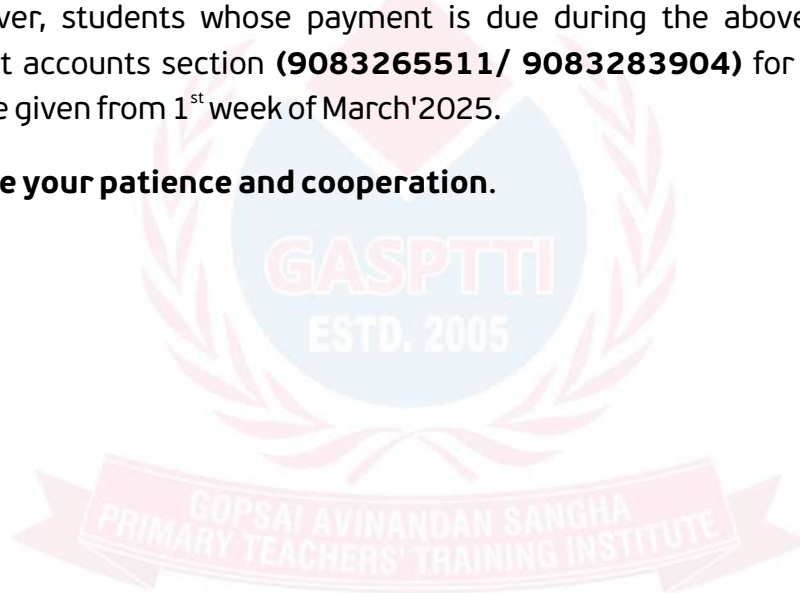 ver, students whose payment is due during the above
t accounts section (9083265511/ 9083283904) for
e given from 1st week of March'2025.
e your patience and cooperation.
GASPTTI
ESTD. 2005
GOPSAI AVINANDAN SANGHA
PRIMARY TEACHERS' TRAINING INSTITUTE